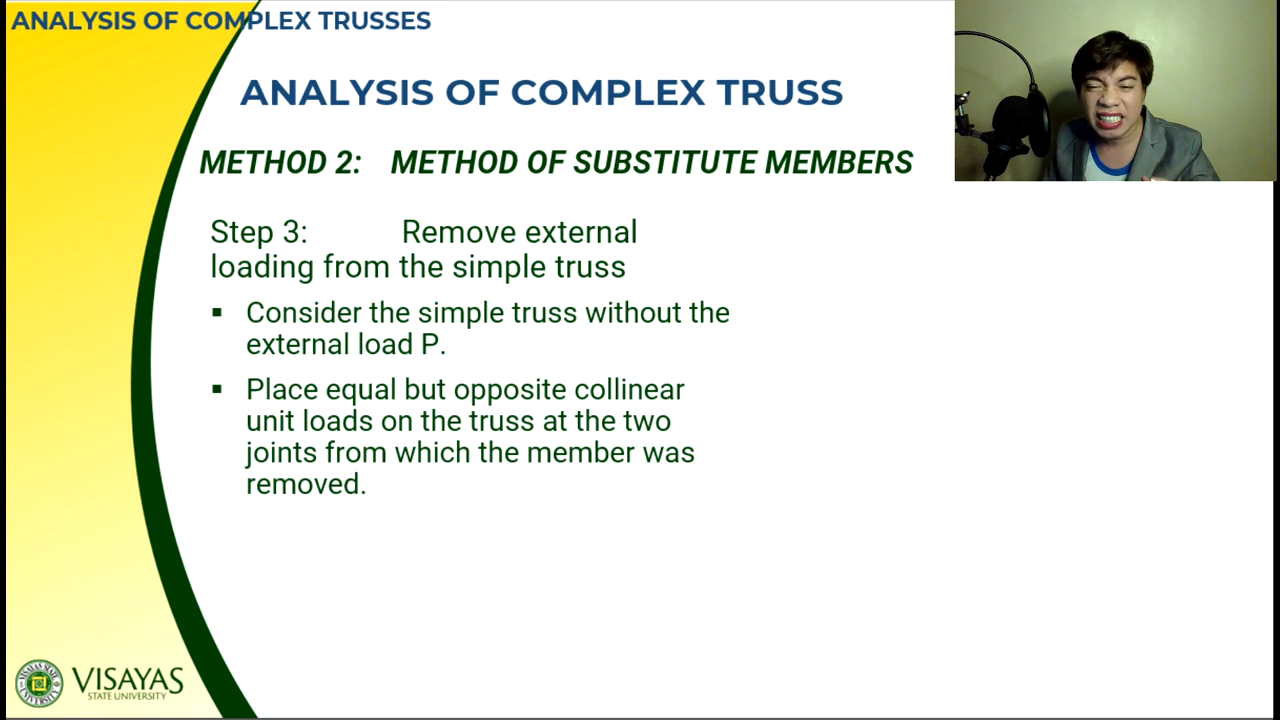 ANALYSIS OF COMPLEX TRUSSES
ANALYSIS OF COMPLEX TRUSS
METHOD 2: METHOD OF SUBSTITUTE MEMBERS
Step 3: Remove external
loading from the simple truss
▪ Consider the simple truss without the
external load P.
▪ Place equal but opposite collinear
unit loads on the truss at the two
joints from which the member was
removed.
VISAYAS
STATE UNIVERSITY